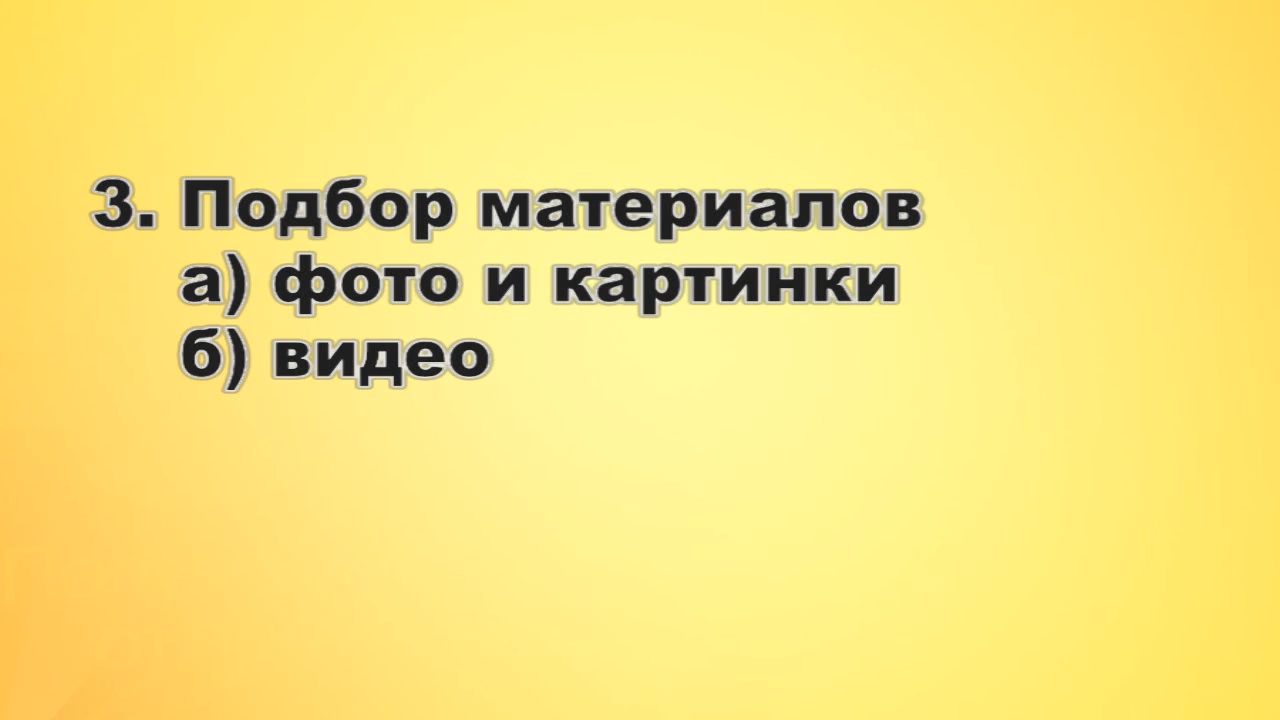 3. Подбор материалов
а) фото и картинки
б) видео